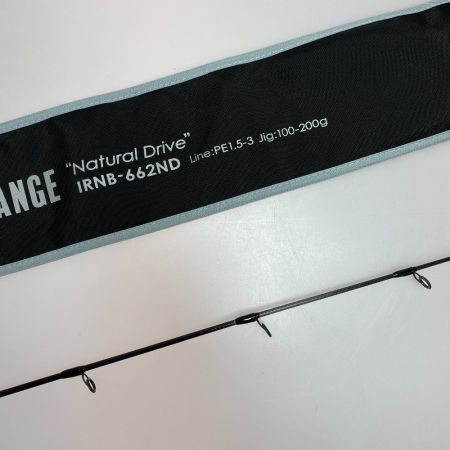 ANGE "Natural Drive"
IRNB-662ND Line:PE1.5-3 Jig:100-200g